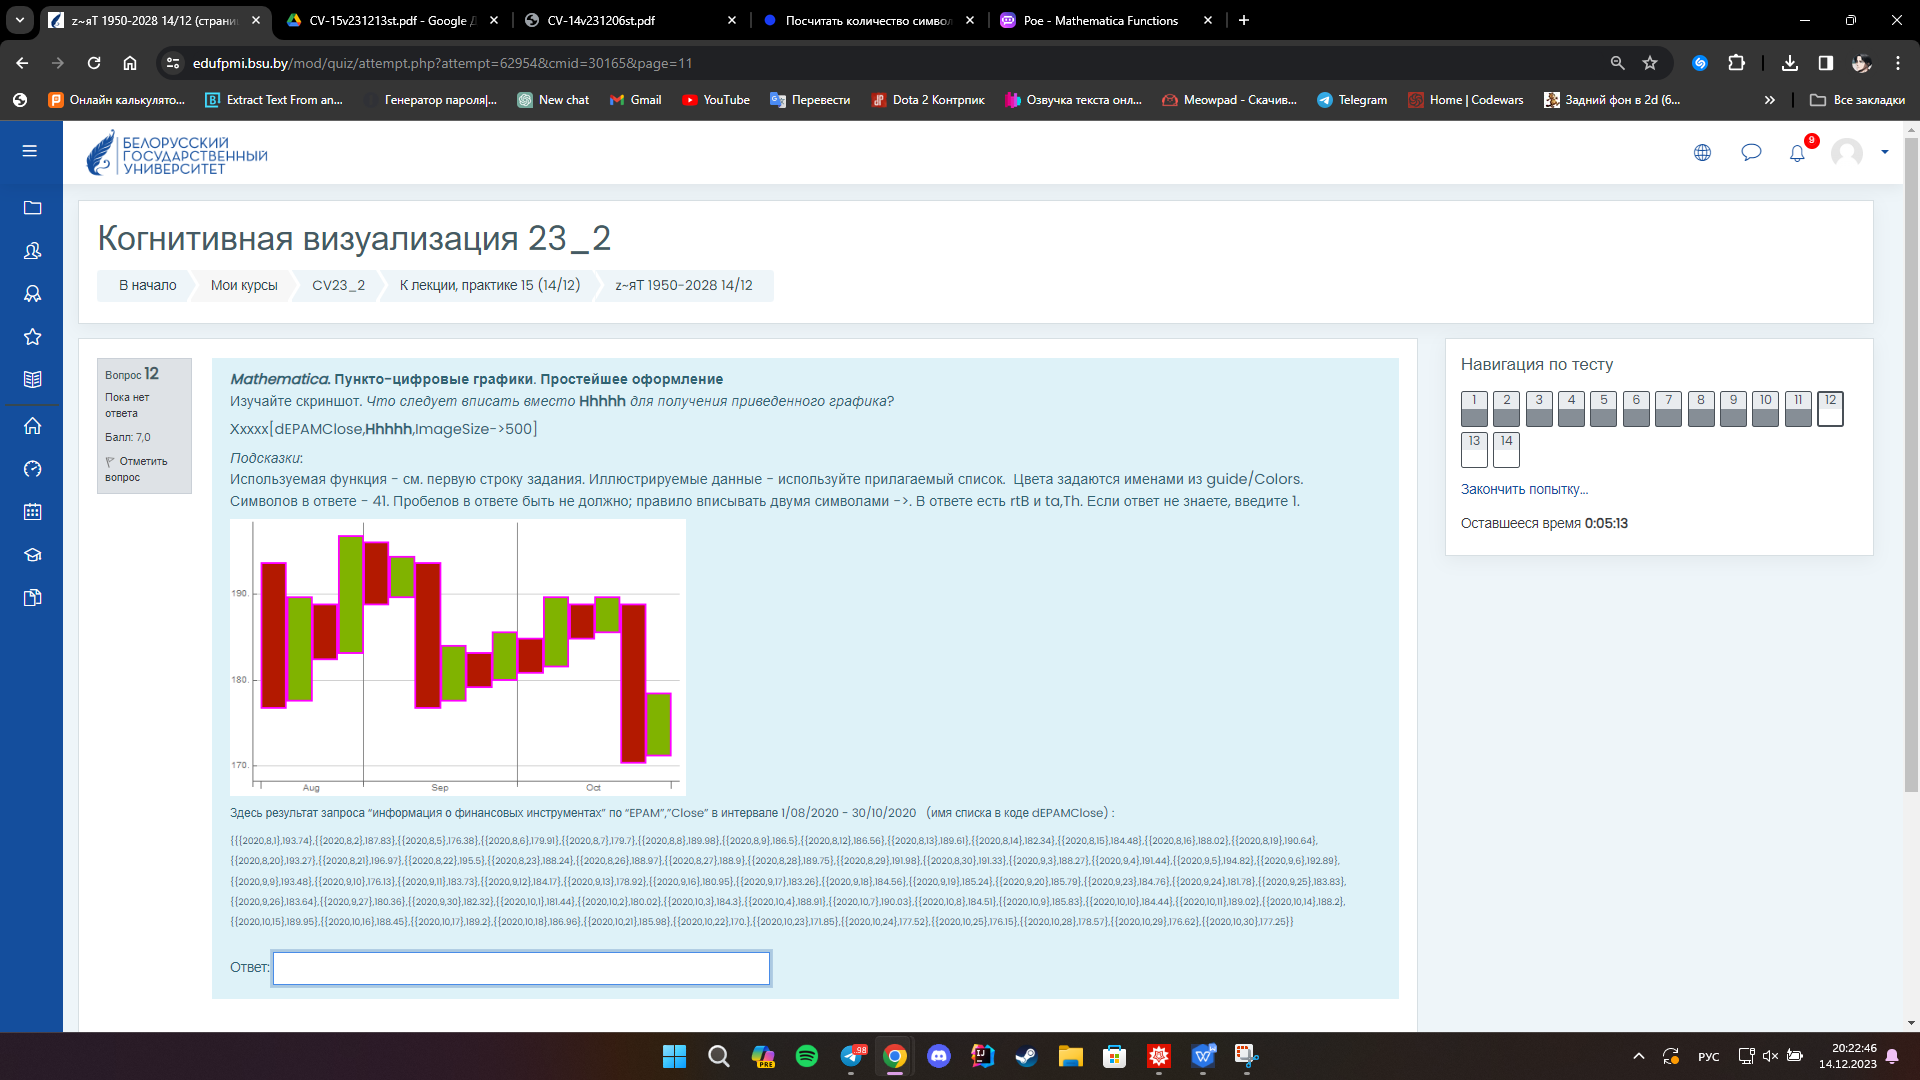 z~яТ 1950-2028 14/12 (страни
CV-15v231213st.pdf - Google Д
CV-14v231206st.pdf
Посчитать количество символ
Poe - Mathematica Functions
edufpmi.bsu.by/mod/quiz/attempt.php?attempt=62954&cmid=30165&page=11
Онлайн калькулято...
Extract Text From an...
Генератор пароля|...
New chat
Gmail
YouTube
Перевести
Dota 2 Контрпик
Озвучка текста онл...
Meowpad - Скачив...
Telegram
Home | Codewars
Задний фон в 2d (6...
Все закладки
БЕЛОРУССКИЙ
ГОСУДАРСТВЕННЫЙ
УНИВЕРСИТЕТ
9
Когнитивная визуализация 23_2
В начало
Мои курсы
CV23_2
К лекции, практике 15 (14/12)
z~яТ 1950-2028 14/12
Вопрос 12
Пока нет
ответа
Балл: 7,0
Отметить
вопрос
Mathematica. Пункто-цифровые графики. Простейшее оформление
Изучайте скриншот. Что следует вписать вместо Hhhhh для получения приведенного графика?
Xxxxx[dEPAMClose,Hhhhh,ImageSize->500]
Подсказки:
Используемая функция - см. первую строку задания. Иллюстрируемые данные - используйте прилагаемый список. Цвета задаются именами из guide/Colors.
Символов в ответе - 41. Пробелов в ответе быть не должно; правило вписывать двумя символами ->. В ответе есть rtB и ta,Th. Если ответ не знаете, введите 1.
190.
180.
170.
Aug
Sep
Oct
Здесь результат запроса “информация о финансовых инструментах” по “EPAM”,“Close” в интервале 1/08/2020 - 30/10/2020 (имя списка в коде dEPAMClose) :
{{{2020,8,1},193.74},{{2020,8,2},187.83},{{2020,8,5},176.38},{{2020,8,6},179.91},{{2020,8,7},179.7},{{2020,8,8},189.98},{{2020,8,9},186.5},{{2020,8,12},186.56},{{2020,8,13},189.61},{{2020,8,14},182.34},{{2020,8,15},184.48},{{2020,8,16},188.02},{{2020,8,19},190.64},
{{2020,8,20},193.27},{{2020,8,21},196.97},{{2020,8,22},195.5},{{2020,8,23},188.24},{{2020,8,26},188.97},{{2020,8,27},188.9},{{2020,8,28},189.75},{{2020,8,29},191.98},{{2020,8,30},191.33},{{2020,9,3},188.27},{{2020,9,4},191.44},{{2020,9,5},194.82},{{2020,9,6},192.89},
{{2020,9,9},193.48},{{2020,9,10},176.13},{{2020,9,11},183.73},{{2020,9,12},184.17},{{2020,9,13},178.92},{{2020,9,16},180.95},{{2020,9,17},183.26},{{2020,9,18},184.56},{{2020,9,19},185.24},{{2020,9,20},185.79},{{2020,9,23},184.76},{{2020,9,24},181.78},{{2020,9,25},183.83},
{{2020,9,26},183.64},{{2020,9,27},180.36},{{2020,9,30},182.32},{{2020,10,1},181.44},{{2020,10,2},180.02},{{2020,10,3},184.3},{{2020,10,4},188.91},{{2020,10,7},190.03},{{2020,10,8},184.51},{{2020,10,9},185.83},{{2020,10,10},184.44},{{2020,10,11},189.02},{{2020,10,14},188.2},
{{2020,10,15},189.95},{{2020,10,16},188.45},{{2020,10,17},189.2},{{2020,10,18},186.96},{{2020,10,21},185.98},{{2020,10,22},170.},{{2020,10,23},171.85},{{2020,10,24},177.52},{{2020,10,25},176.15},{{2020,10,28},178.57},{{2020,10,29},176.62},{{2020,10,30},177.25}}
Ответ:
Навигация по тесту
1 2 3 4 5 6 7 8 9 10 11 12
13 14
Закончить попытку...
Оставшееся время 0:05:13
PRE
98
РУС
20:22:46
14.12.2023